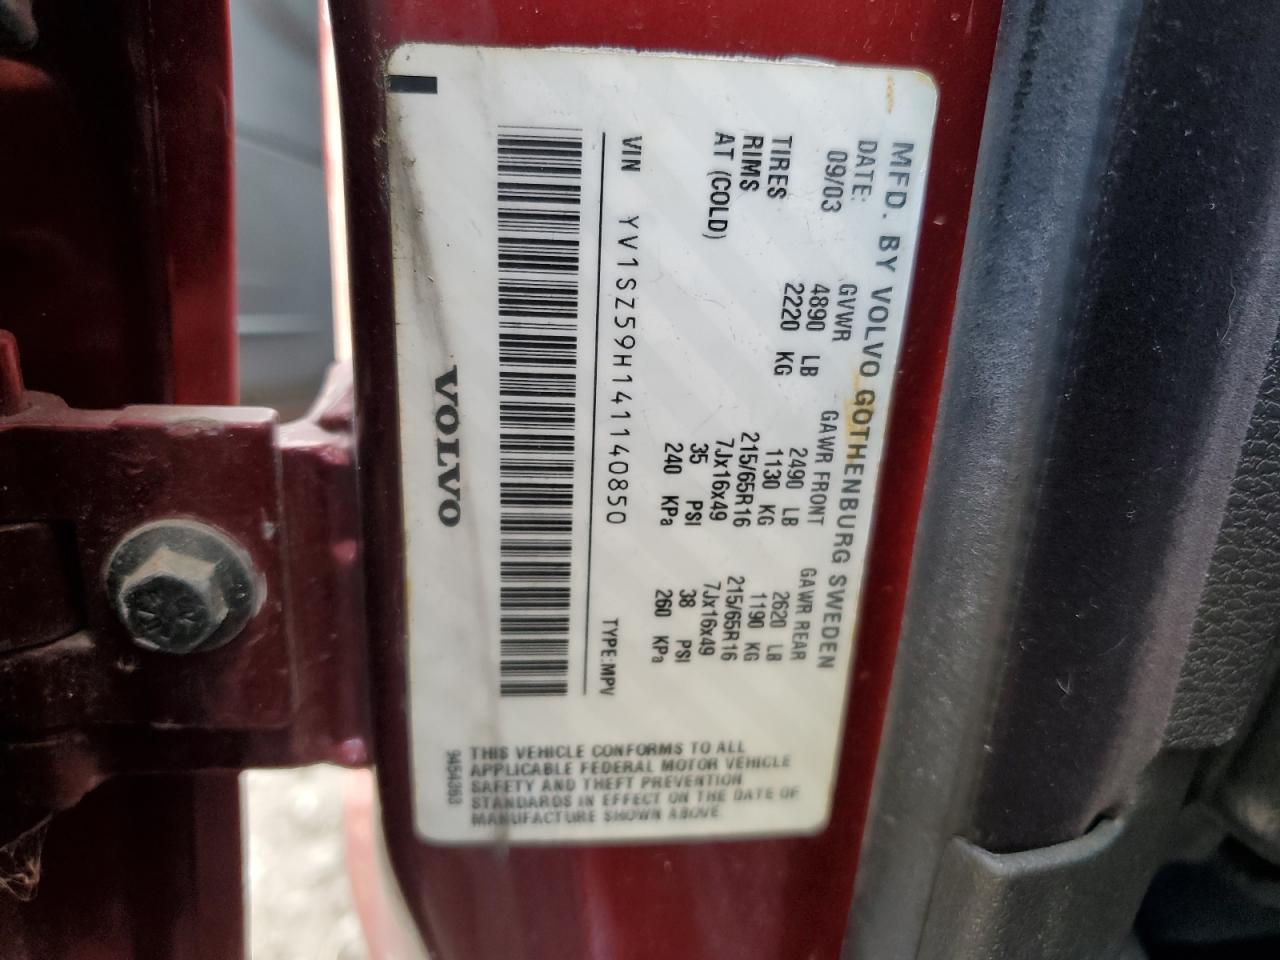 MFD. BY VOLVO GOTHENBURG SWEDEN
DATE: GVWR GAWR FRONT GAWR REAR
09/03 4890 LB 2490 LB 2620 LB
2220 KG 1130 KG 1190 KG
TIRES 215/65R16 215/65R16
RIMS 7Jx16x49 7Jx16x49
AT (COLD) 35 PSI 38 PSI
240 KPa 260 KPa
VIN YV1SZ59H141140850 TYPE:MPV
VOLVO
THIS VEHICLE CONFORMS TO ALL
APPLICABLE FEDERAL MOTOR VEHICLE
SAFETY AND THEFT PREVENTION
STANDARDS IN EFFECT ON THE DATE OF
MANUFACTURE SHOWN ABOVE.